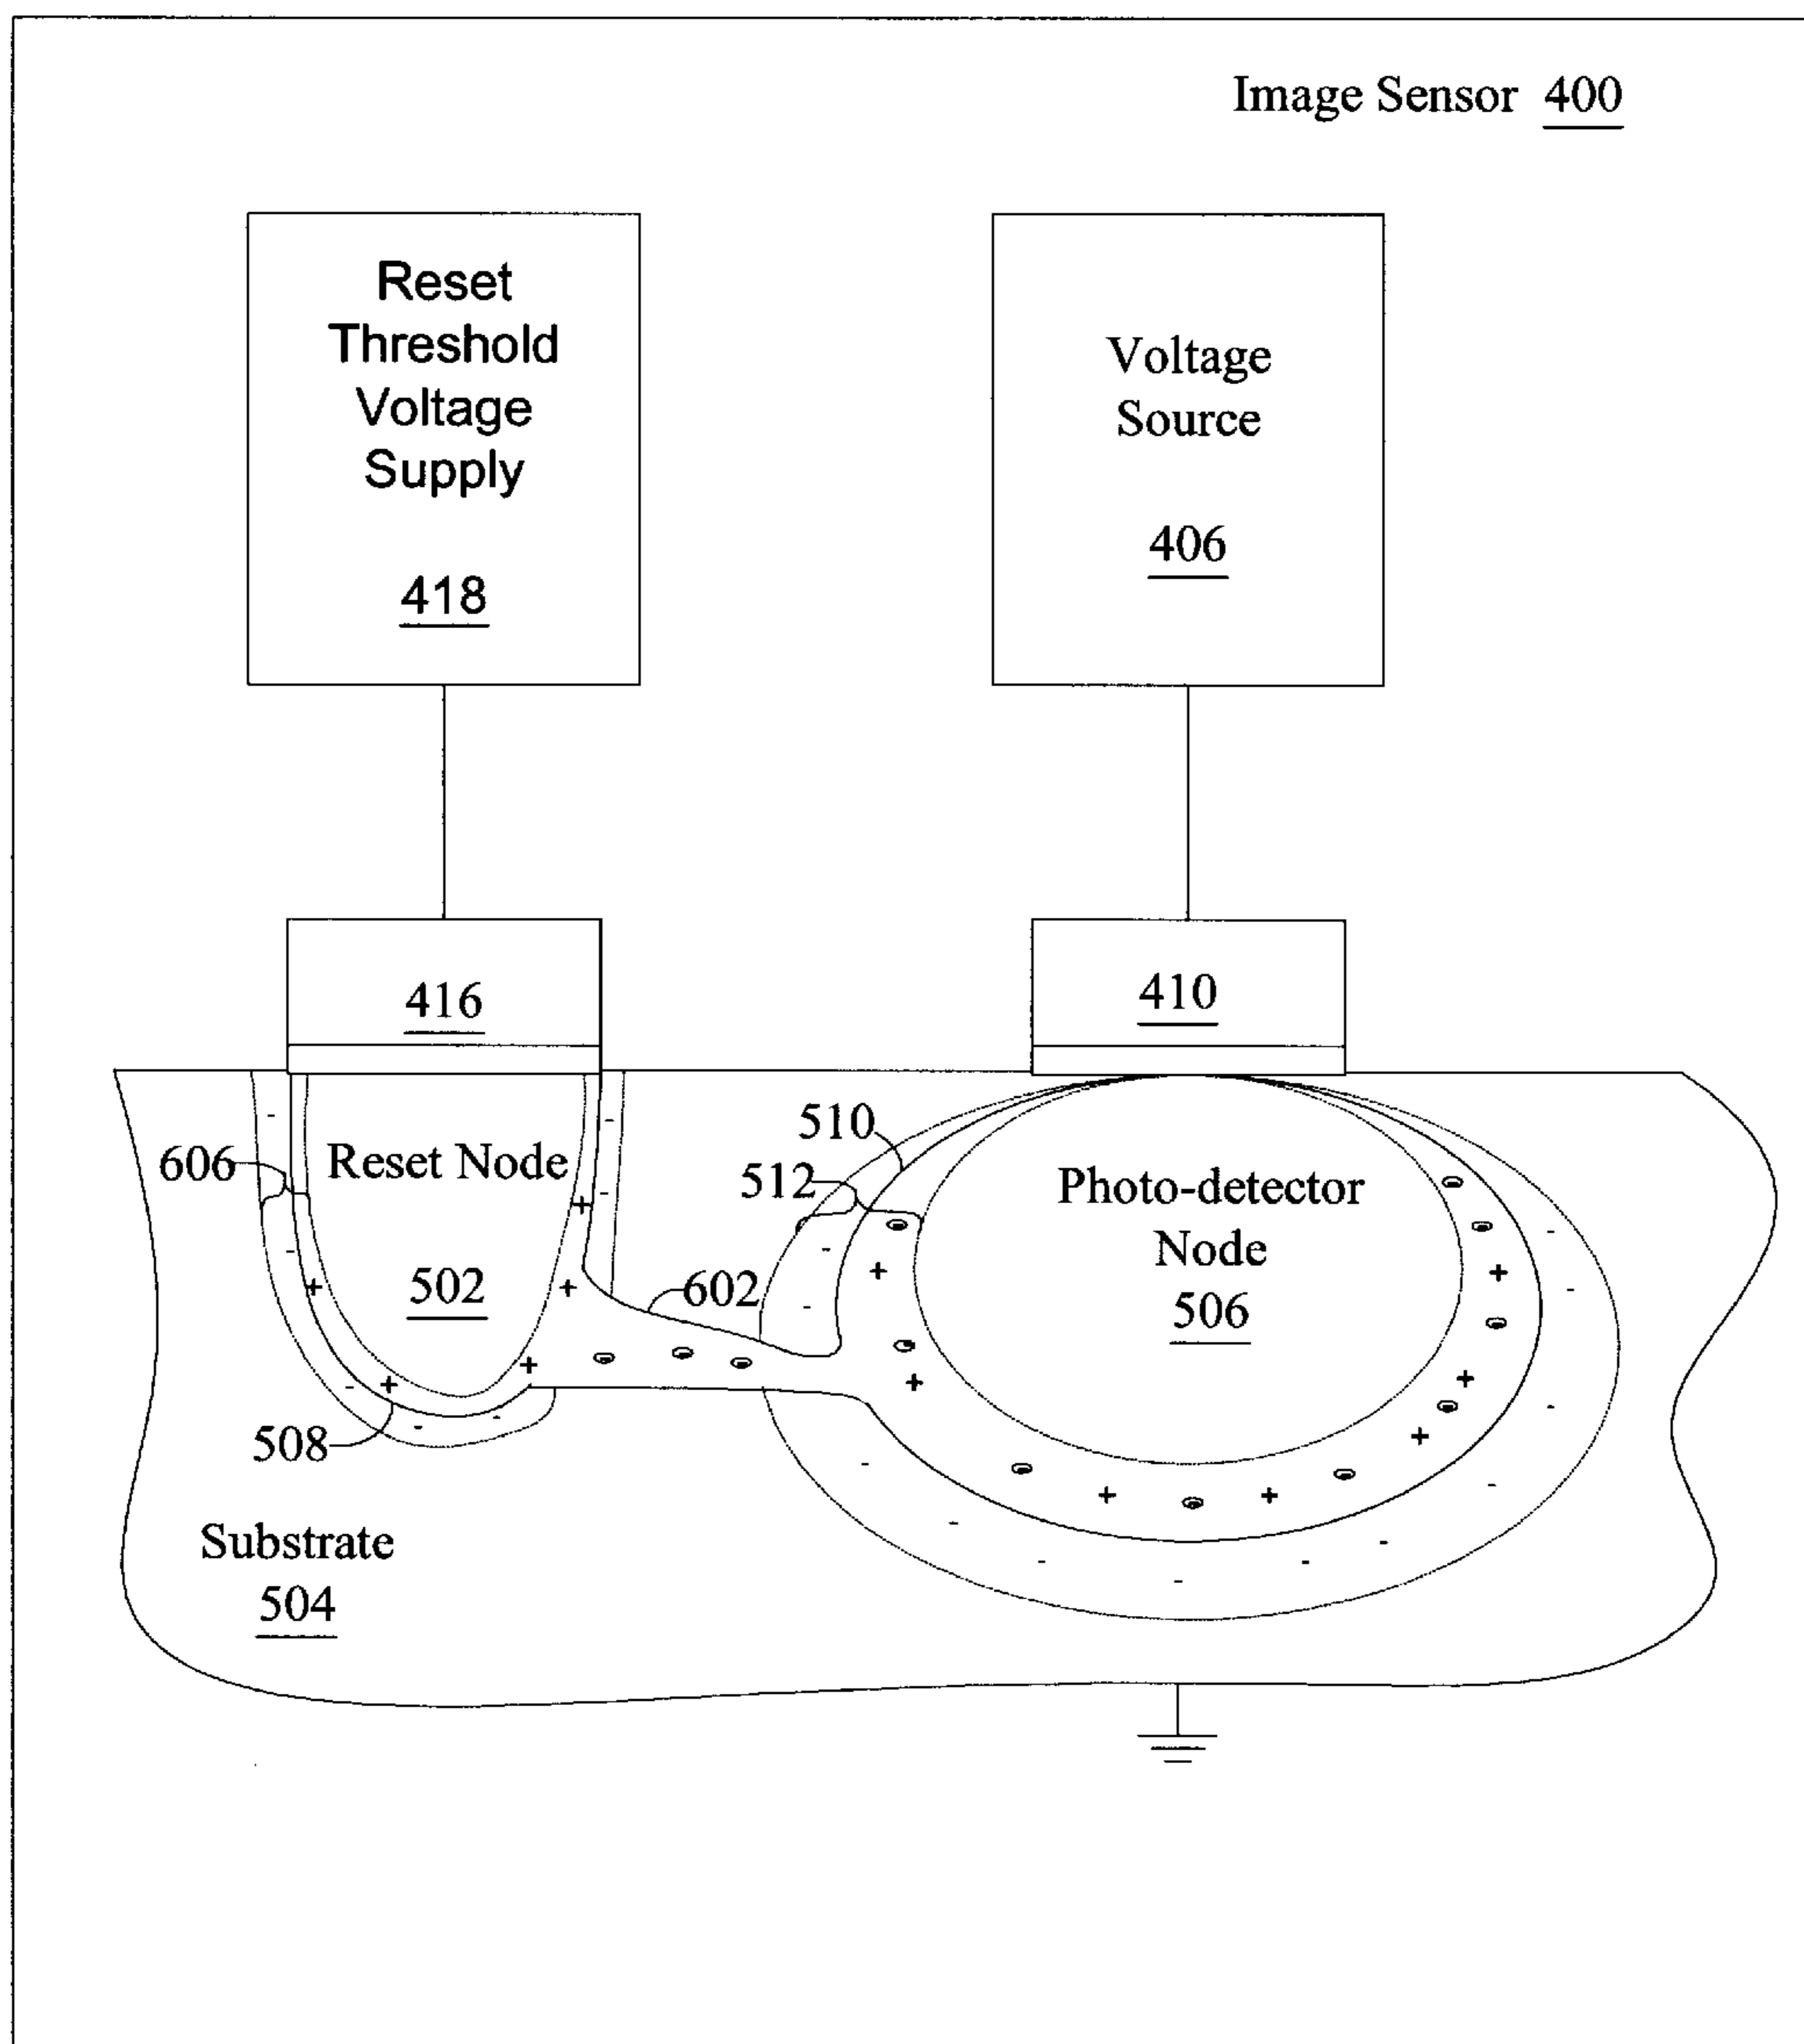 Image Sensor 400
Reset
Threshold
Voltage
Supply
418
Voltage
Source
406
416
410
510
606
Reset Node
512
Photo-detector
Node
506
502
602
508
Substrate
504